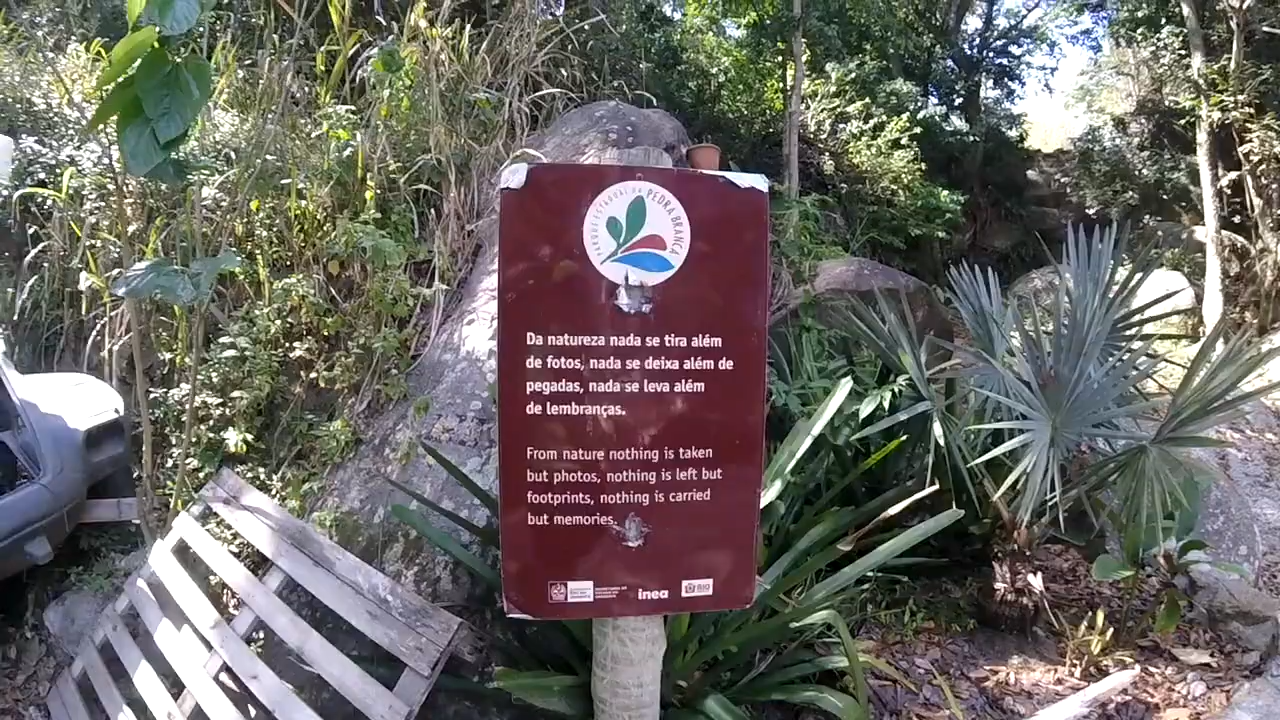 PARQUE ESTADUAL DA PEDRA BRANCA
Da natureza nada se tira além
de fotos, nada se deixa além de
pegadas, nada se leva além
de lembranças.
From nature nothing is taken
but photos, nothing is left but
footprints, nothing is carried
but memories.
inea
RIO